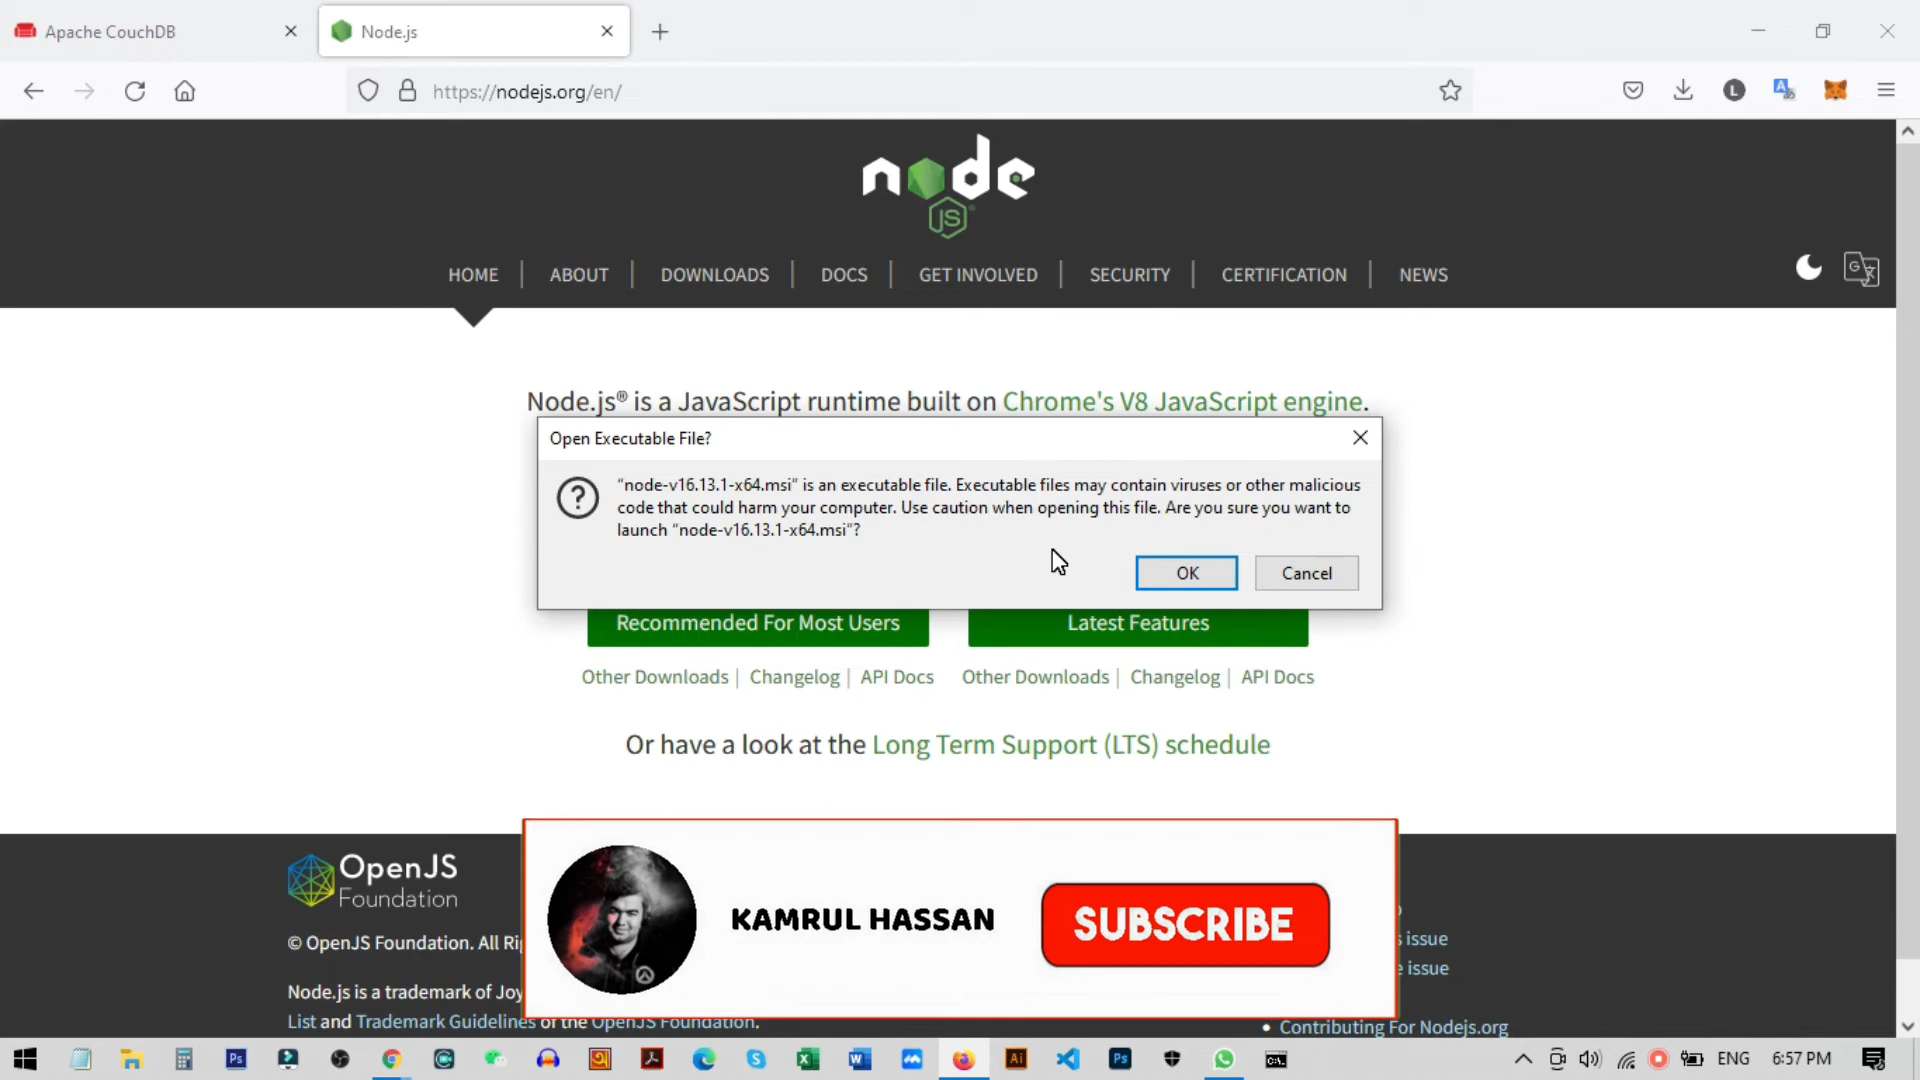 Apache CouchDB
Node.js
https://nodejs.org/en/
L
node
JS
HOME
ABOUT
DOWNLOADS
DOCS
GET INVOLVED
SECURITY
CERTIFICATION
NEWS
Node.js® is a JavaScript runtime built on Chrome's V8 JavaScript engine.
Open Executable File?
"node-v16.13.1-x64.msi" is an executable file. Executable files may contain viruses or other malicious
code that could harm your computer. Use caution when opening this file. Are you sure you want to
launch "node-v16.13.1-x64.msi"?
OK
Cancel
Recommended For Most Users
Latest Features
Other Downloads | Changelog | API Docs
Other Downloads | Changelog | API Docs
Or have a look at the Long Term Support (LTS) schedule
OpenJS
Foundation
© OpenJS Foundation. All
Node.js is a trademark of
List and Trademark Guidelines of the OpenJS Foundation.
KAMRUL HASSAN
SUBSCRIBE
issue
issue
Contributing For Nodejs.org
ENG
6:57 PM